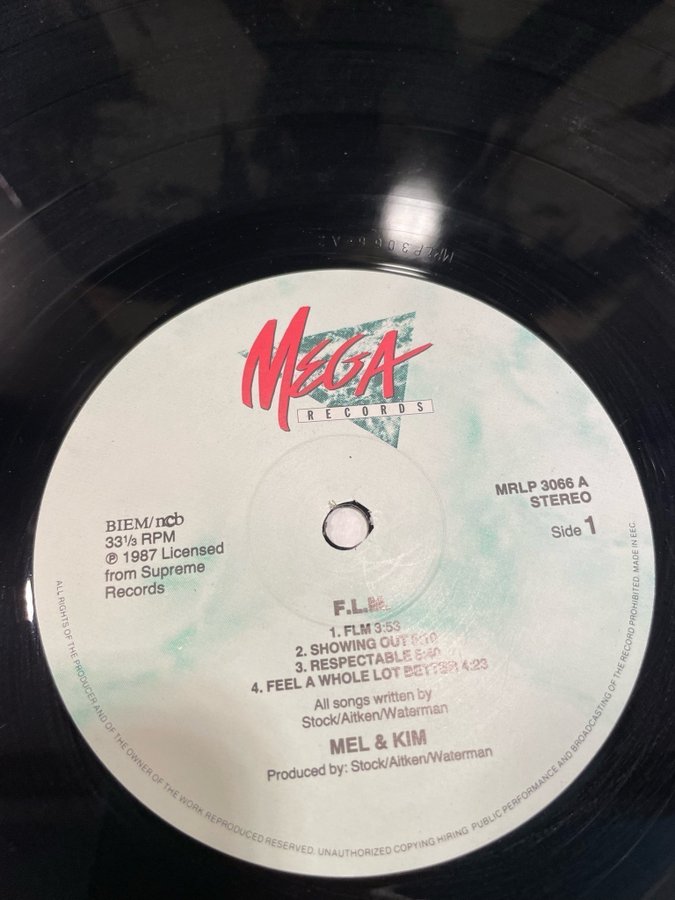 MRLP3066-A
MEGA
RECORDS
MRLP 3066 A
STEREO
Side 1
BIEM/ncb
33⅓ RPM
℗ 1987 Licensed
from Supreme
Records
F.L.M.
1. FLM 3:53
2. SHOWING OUT
3. RESPECTABLE
4. FEEL A WHOLE LOT BETTER 4:23
All songs written by
Stock/Aitken/Waterman
MEL & KIM
Produced by: Stock/Aitken/Waterman
ALL RIGHTS OF THE PRODUCER AND OF THE OWNER OF THE WORK REPRODUCED RESERVED. UNAUTHORIZED COPYING HIRING PUBLIC PERFORMANCE AND BROADCASTING OF THE RECORD PROHIBITED. MADE IN EEC.